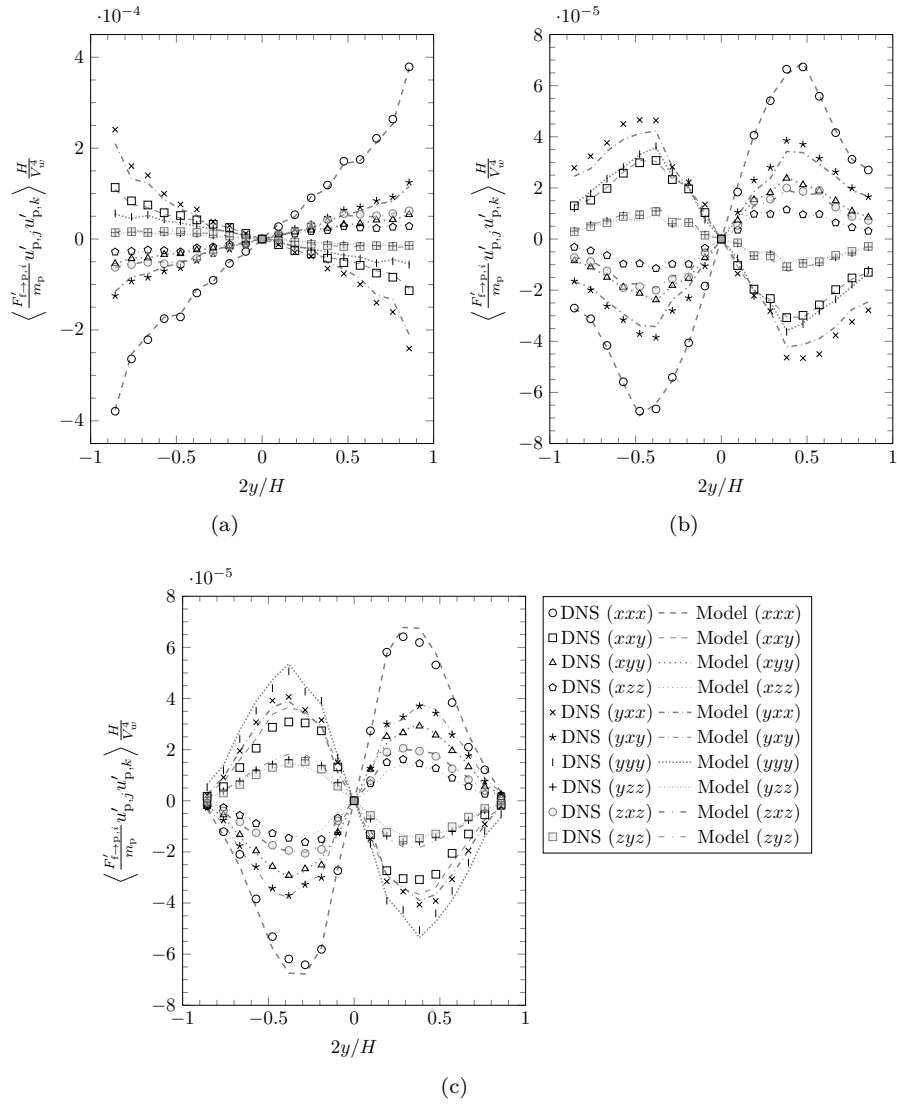 ·10⁻⁴
4
2
0
−2
−4
−1
−0.5
0
0.5
1
2y/H
⟨ F′f→p,i / mp u′p,j u′p,k ⟩ H / V⁴w
(a)
·10⁻⁵
8
6
4
2
0
−2
−4
−6
−8
−1
−0.5
0
0.5
1
2y/H
⟨ F′f→p,i / mp u′p,j u′p,k ⟩ H / V⁴w
(b)
·10⁻⁵
8
6
4
2
0
−2
−4
−6
−8
−1
−0.5
0
0.5
1
2y/H
⟨ F′f→p,i / mp u′p,j u′p,k ⟩ H / V⁴w
DNS (xxx) Model (xxx)
DNS (xxy) Model (xxy)
DNS (xyy) Model (xyy)
DNS (xzz) Model (xzz)
DNS (yxx) Model (yxx)
DNS (yxy) Model (yxy)
DNS (yyy) Model (yyy)
DNS (yzz) Model (yzz)
DNS (zxz) Model (zxz)
DNS (zyz) Model (zyz)
(c)